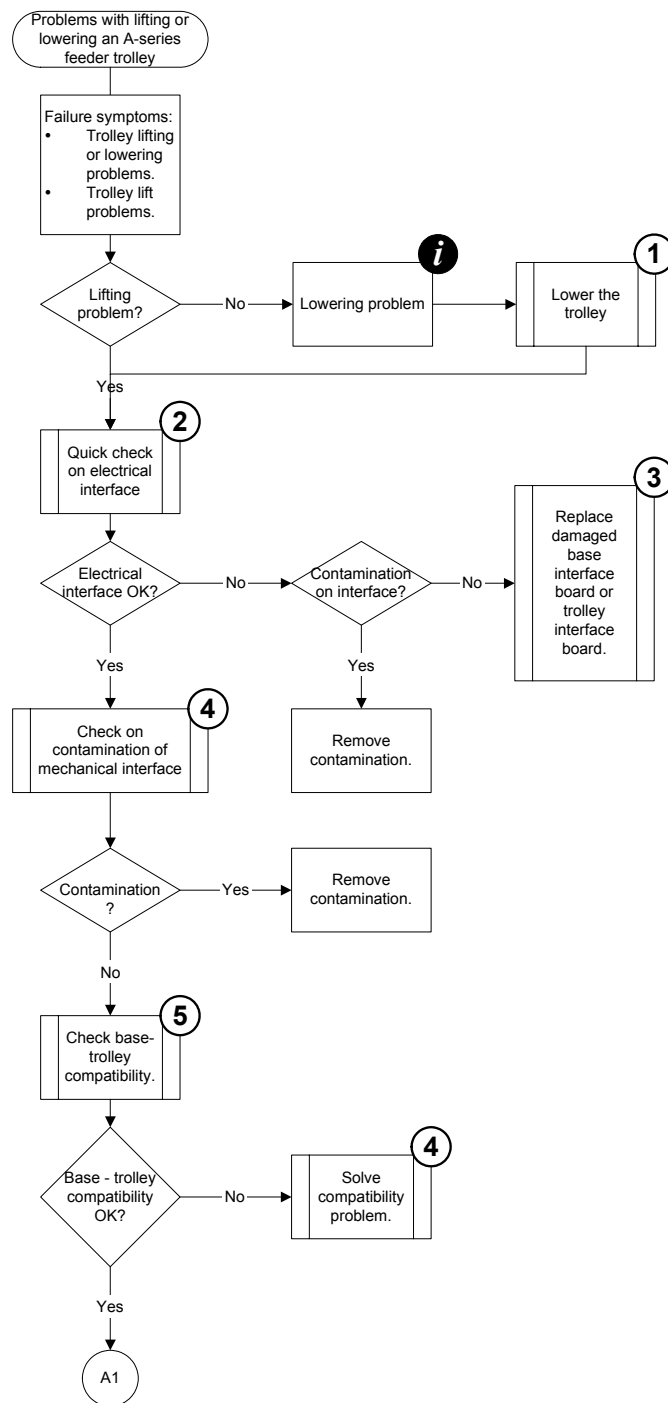 Problems with lifting or
lowering an A-series
feeder trolley
Failure symptoms:
• Trolley lifting
or lowering
problems.
• Trolley lift
problems.
Lifting
problem?
No
i
Lowering problem
1
Lower the
trolley
Yes
2
Quick check
on electrical
interface
Electrical
interface OK?
No
Contamination
on interface?
No
3
Replace
damaged
base
interface
board or
trolley
interface
board.
Yes
Yes
4
Check on
contamination of
mechanical interface
Remove
contamination.
Contamination
?
Yes
Remove
contamination.
No
5
Check base-
trolley
compatibility.
Base - trolley
compatibility
OK?
No
4
Solve
compatibility
problem.
Yes
A1